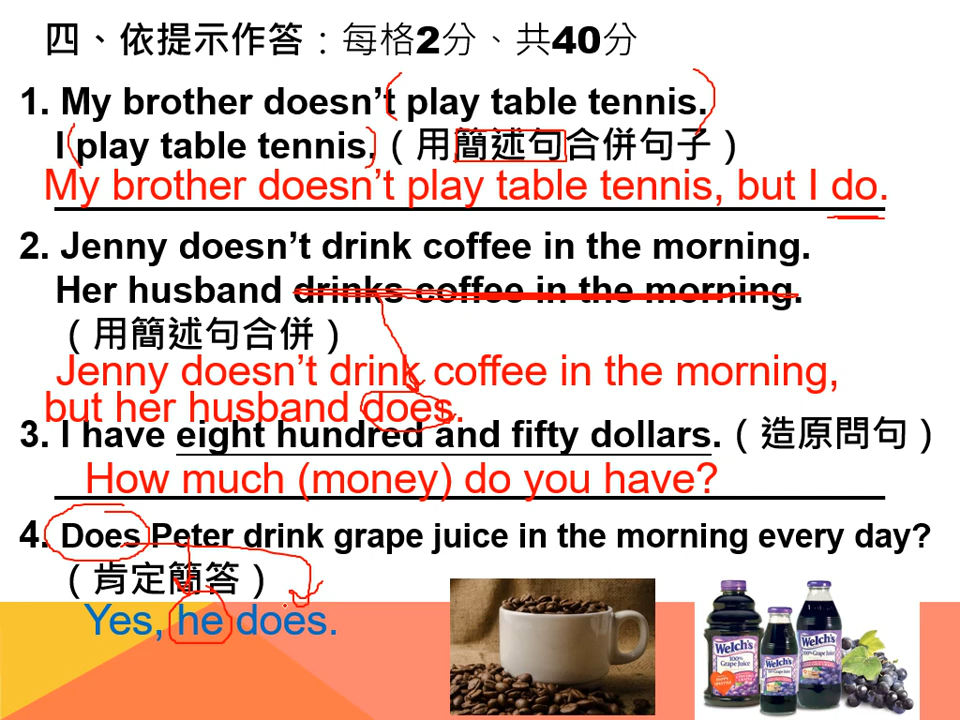 四、依提示作答：每格2分、共40分
1. My brother doesn't play table tennis.
I play table tennis.（用簡述句合併句子）
My brother doesn't play table tennis, but I do.
2. Jenny doesn't drink coffee in the morning.
Her husband drinks coffee in the morning.
（用簡述句合併）
Jenny doesn't drink coffee in the morning,
but her husband does.
3. I have eight hundred and fifty dollars.（造原問句）
How much (money) do you have?
4. Does Peter drink grape juice in the morning every day?
（肯定簡答）
Yes, he does.
Welch's
100%
Grape Juice
Welch's
Welch's